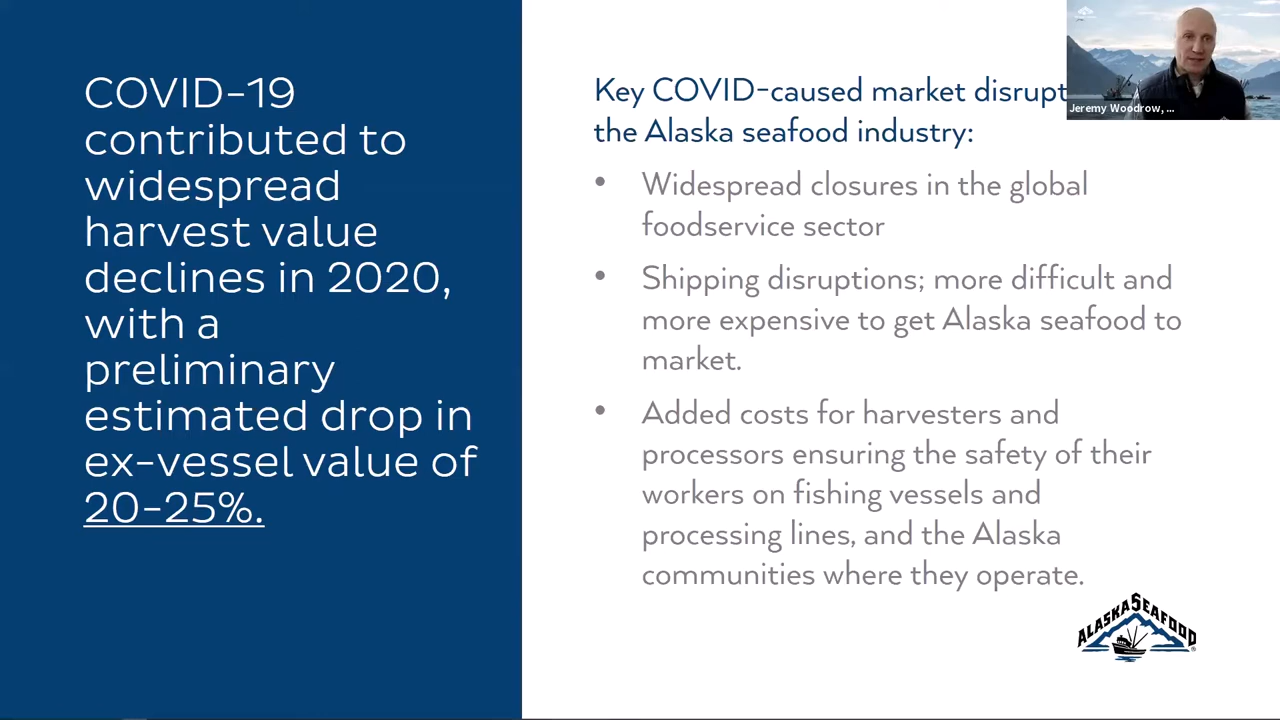 COVID-19
contributed to
widespread
harvest value
declines in 2020,
with a
preliminary
estimated drop in
ex-vessel value of
20-25%.
Key COVID-caused market disrupt
the Alaska seafood industry:
• Widespread closures in the global
foodservice sector
• Shipping disruptions; more difficult and
more expensive to get Alaska seafood to
market.
• Added costs for harvesters and
processors ensuring the safety of their
workers on fishing vessels and
processing lines, and the Alaska
communities where they operate.
Jeremy Woodrow, ...
ALASKA SEAFOOD ®